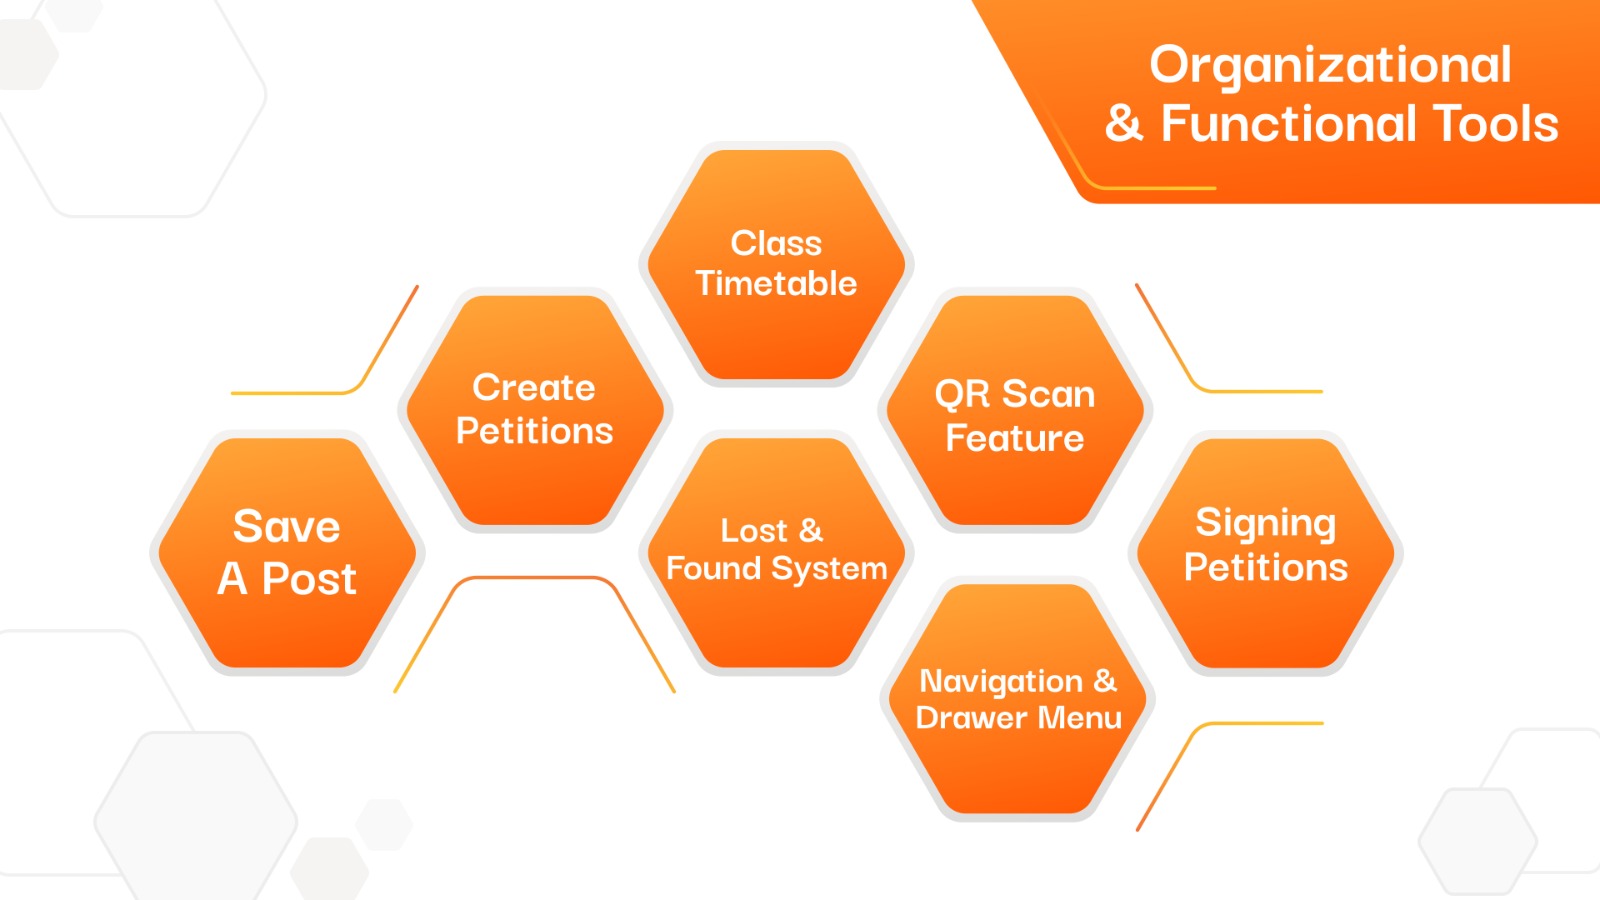 Organizational
& Functional Tools
Class
Timetable
Create
Petitions
QR Scan
Feature
Save
A Post
Lost &
Found System
Signing
Petitions
Navigation &
Drawer Menu